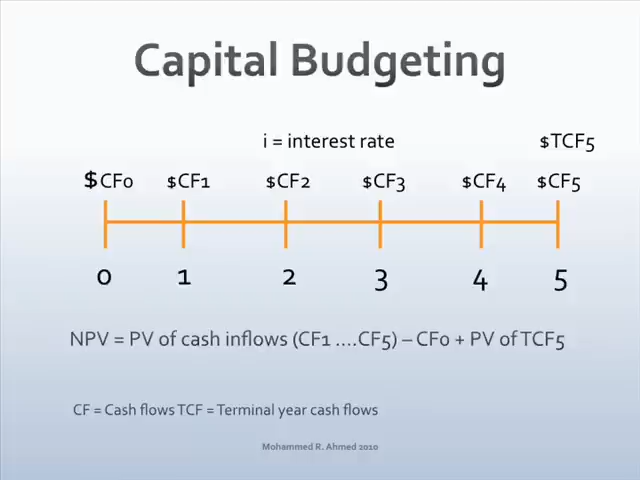 Capital Budgeting
i = interest rate $TCF5
$CF0 $CF1 $CF2 $CF3 $CF4 $CF5
0 1 2 3 4 5
NPV = PV of cash inflows (CF1 ....CF5) – CF0 + PV of TCF5
CF = Cash flows TCF = Terminal year cash flows
Mohammed R. Ahmed 2010